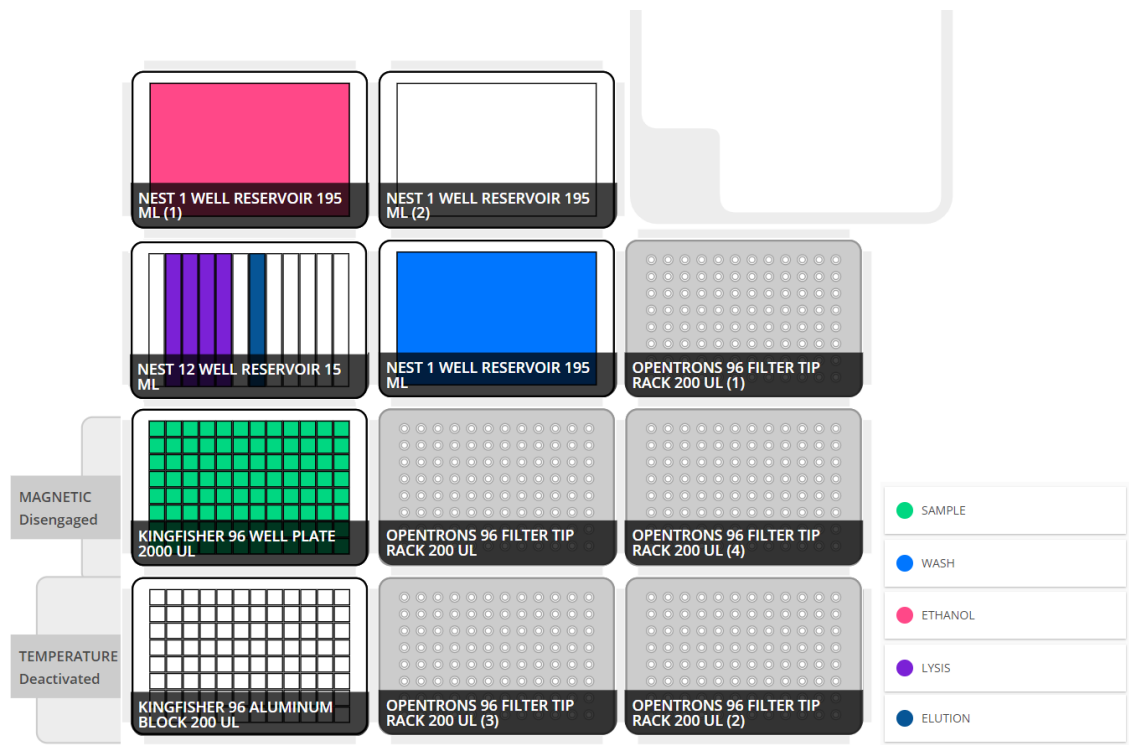 NEST 1 WELL RESERVOIR 195
ML (1)
NEST 1 WELL RESERVOIR 195
ML (2)
NEST 12 WELL RESERVOIR 15
ML
NEST 1 WELL RESERVOIR 195
ML
OPENTRONS 96 FILTER TIP
RACK 200 UL (1)
MAGNETIC
Disengaged
KINGFISHER 96 WELL PLATE
2000 UL
OPENTRONS 96 FILTER TIP
RACK 200 UL
OPENTRONS 96 FILTER TIP
RACK 200 UL (4)
TEMPERATURE
Deactivated
KINGFISHER 96 ALUMINUM
BLOCK 200 UL
OPENTRONS 96 FILTER TIP
RACK 200 UL (3)
OPENTRONS 96 FILTER TIP
RACK 200 UL (2)
SAMPLE
WASH
ETHANOL
LYSIS
ELUTION